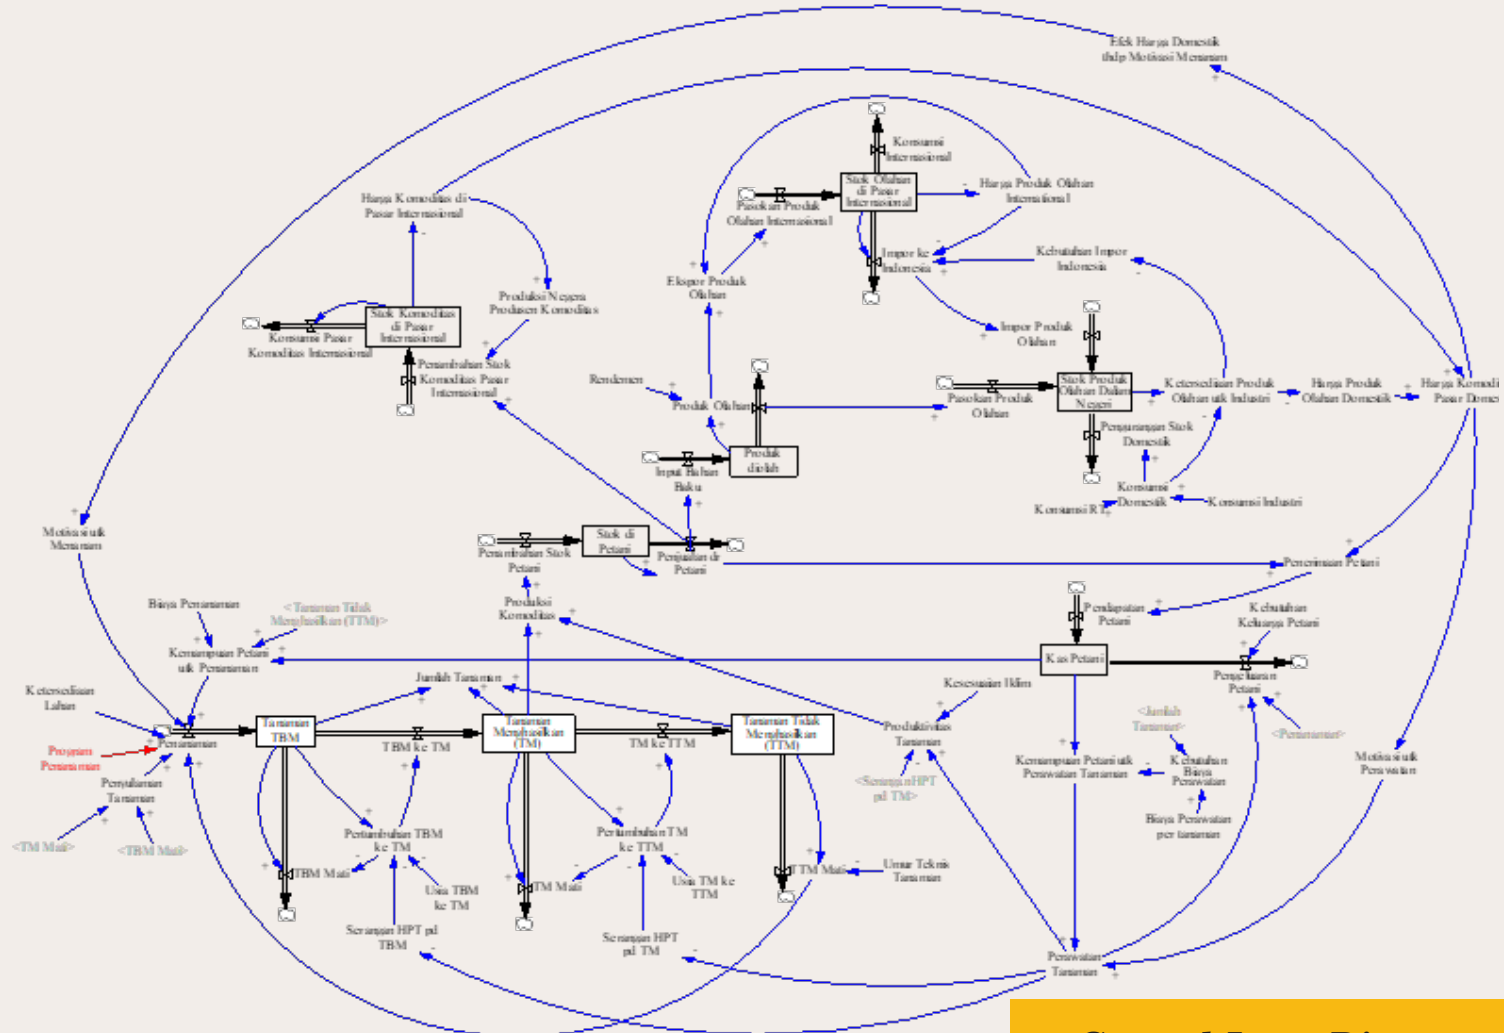 Efek Harga Domestik
thdp Motivasi Menanam
Konsumsi
Internasional
Stok Olahan
di Pasar
Internasional
Harga Produk Olahan
International
Pasokan Produk
Olahan Internasional
Harga Komoditas di
Pasar Internasional
Impor ke
Indonesia
Kebutuhan Impor
Indonesia
Ekspor Produk
Olahan
Produksi Negera
Produsen Komoditas
Stok Komoditas
di Pasar
Internasional
Konsumsi Pasar
Komoditas Internasional
Impor Produk
Olahan
Penambahan Stok
Komoditas Pasar
Internasional
Rendemen
Produk Olahan
Pasokan Produk
Olahan
Stok Produk
Olahan Dalam
Negeri
Ketersediaan Produk
Olahan utk Industri
Harga Produk
Olahan Domestik
Harga Komodi
Pasar Domes
Pengurangan Stok
Domestik
Produk
diolah
Input Bahan
Baku
Konsumsi
Domestik
Konsumsi RT
Konsumsi Industri
Motivasi utk
Menanam
Stok di
Petani
Penambahan Stok
Petani
Penjualan dr
Petani
Penerimaan Petani
Biaya Penanaman
<Tanaman Tidak
Menghasilkan (TTM)>
Produksi
Komoditas
Pendapatan
Petani
Kebutuhan
Keluarga Petani
Kemampuan Petani
utk Penanaman
Kas Petani
Pengeluaran
Petani
Ketersediaan
Lahan
Jumlah Tanaman
Kesesuaian Iklim
<Jumlah
Tanaman>
<Penanaman>
Penanaman
Tanaman
TBM
TBM ke TM
Tanaman
Menghasilkan
(TM)
TM ke TTM
Tanaman Tidak
Menghasilkan
(TTM)
Produktivitas
Tanaman
Program
Penanaman
Kemampuan Petani utk
Perawatan Tanaman
Kebutuhan
Biaya
Perawatan
Motivasi utk
Perawatan
Penyulaman
Tanaman
<Serangan HPT
pd TM>
Biaya Perawatan
per tanaman
<TM Mati>
<TBM Mati>
Pertumbuhan TBM
ke TM
Pertumbuhan TM
ke TTM
TBM Mati
TM Mati
TTM Mati
Umur Teknis
Tanaman
Usia TBM
ke TM
Usia TM ke
TTM
Serangan HPT pd
TBM
Serangan HPT
pd TM
Perawatan
Tanaman